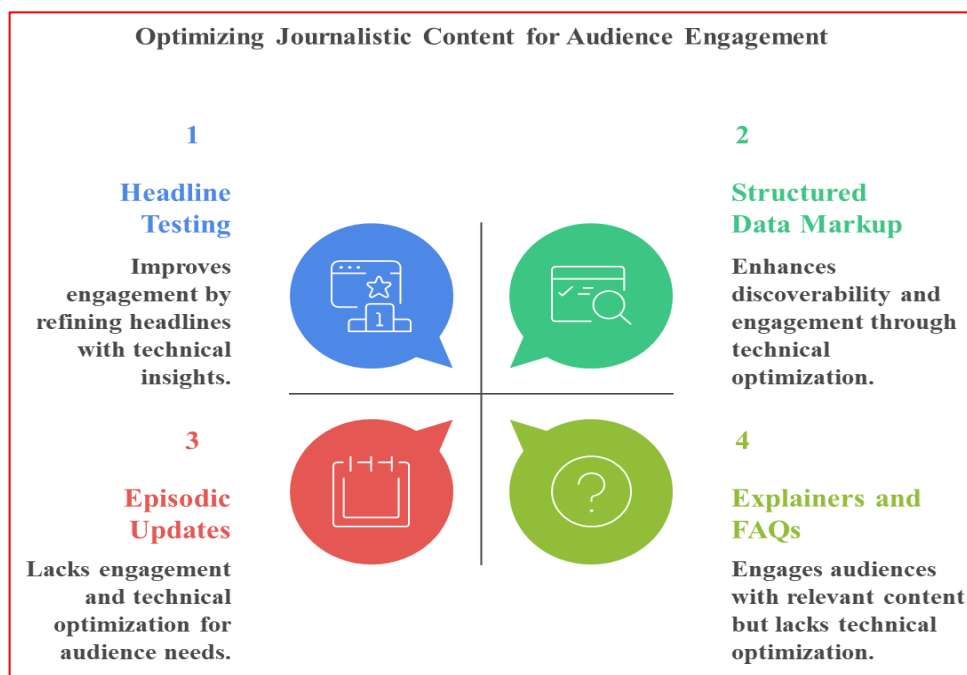 Optimizing Journalistic Content for Audience Engagement
1
Headline
Testing
Improves
engagement by
refining headlines
with technical
insights.
1
2
Structured
Data Markup
Enhances
discoverability and
engagement through
technical
optimization.
3
Episodic
Updates
Lacks engagement
and technical
optimization for
audience needs.
4
Explainers and
FAQs
Engages audiences
with relevant content
but lacks technical
optimization.
?